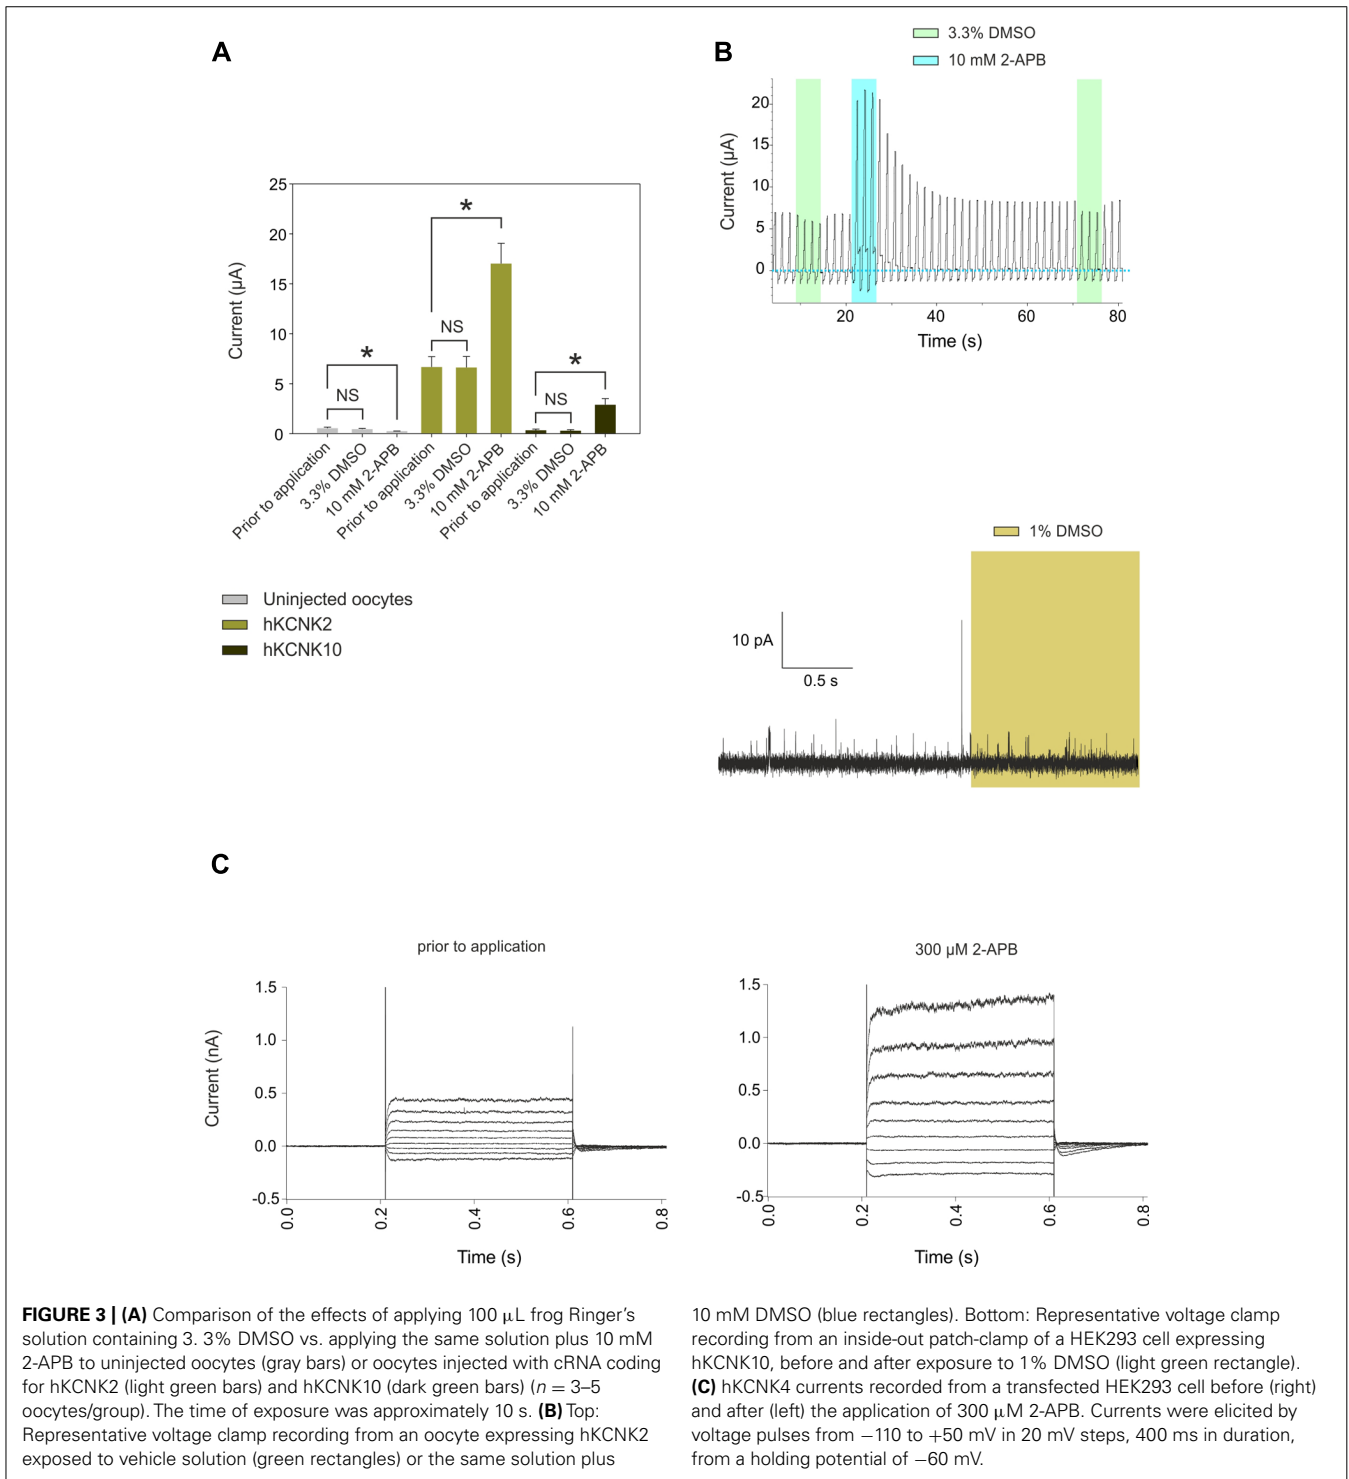 A
Current (µA)
25
20
15
10
5
0
*
NS
*
NS
*
NS
Prior to application
3.3% DMSO
10 mM 2-APB
Prior to application
3.3% DMSO
10 mM 2-APB
Prior to application
3.3% DMSO
10 mM 2-APB
Uninjected oocytes
hKCNK2
hKCNK10
B
3.3% DMSO
10 mM 2-APB
Current (µA)
20
15
10
5
0
20
40
60
80
Time (s)
1% DMSO
10 pA
0.5 s
C
prior to application
Current (nA)
1.5
1.0
0.5
0.0
-0.5
0.0
0.2
0.4
0.6
0.8
Time (s)
300 µM 2-APB
1.5
1.0
0.5
0.0
-0.5
0.0
0.2
0.4
0.6
0.8
Time (s)
FIGURE 3 | (A) Comparison of the effects of applying 100 µL frog Ringer's
solution containing 3. 3% DMSO vs. applying the same solution plus 10 mM
2-APB to uninjected oocytes (gray bars) or oocytes injected with cRNA coding
for hKCNK2 (light green bars) and hKCNK10 (dark green bars) (n = 3–5
oocytes/group). The time of exposure was approximately 10 s. (B) Top:
Representative voltage clamp recording from an oocyte expressing hKCNK2
exposed to vehicle solution (green rectangles) or the same solution plus
10 mM DMSO (blue rectangles). Bottom: Representative voltage clamp
recording from an inside-out patch-clamp of a HEK293 cell expressing
hKCNK10, before and after exposure to 1% DMSO (light green rectangle).
(C) hKCNK4 currents recorded from a transfected HEK293 cell before (right)
and after (left) the application of 300 µM 2-APB. Currents were elicited by
voltage pulses from −110 to +50 mV in 20 mV steps, 400 ms in duration,
from a holding potential of −60 mV.